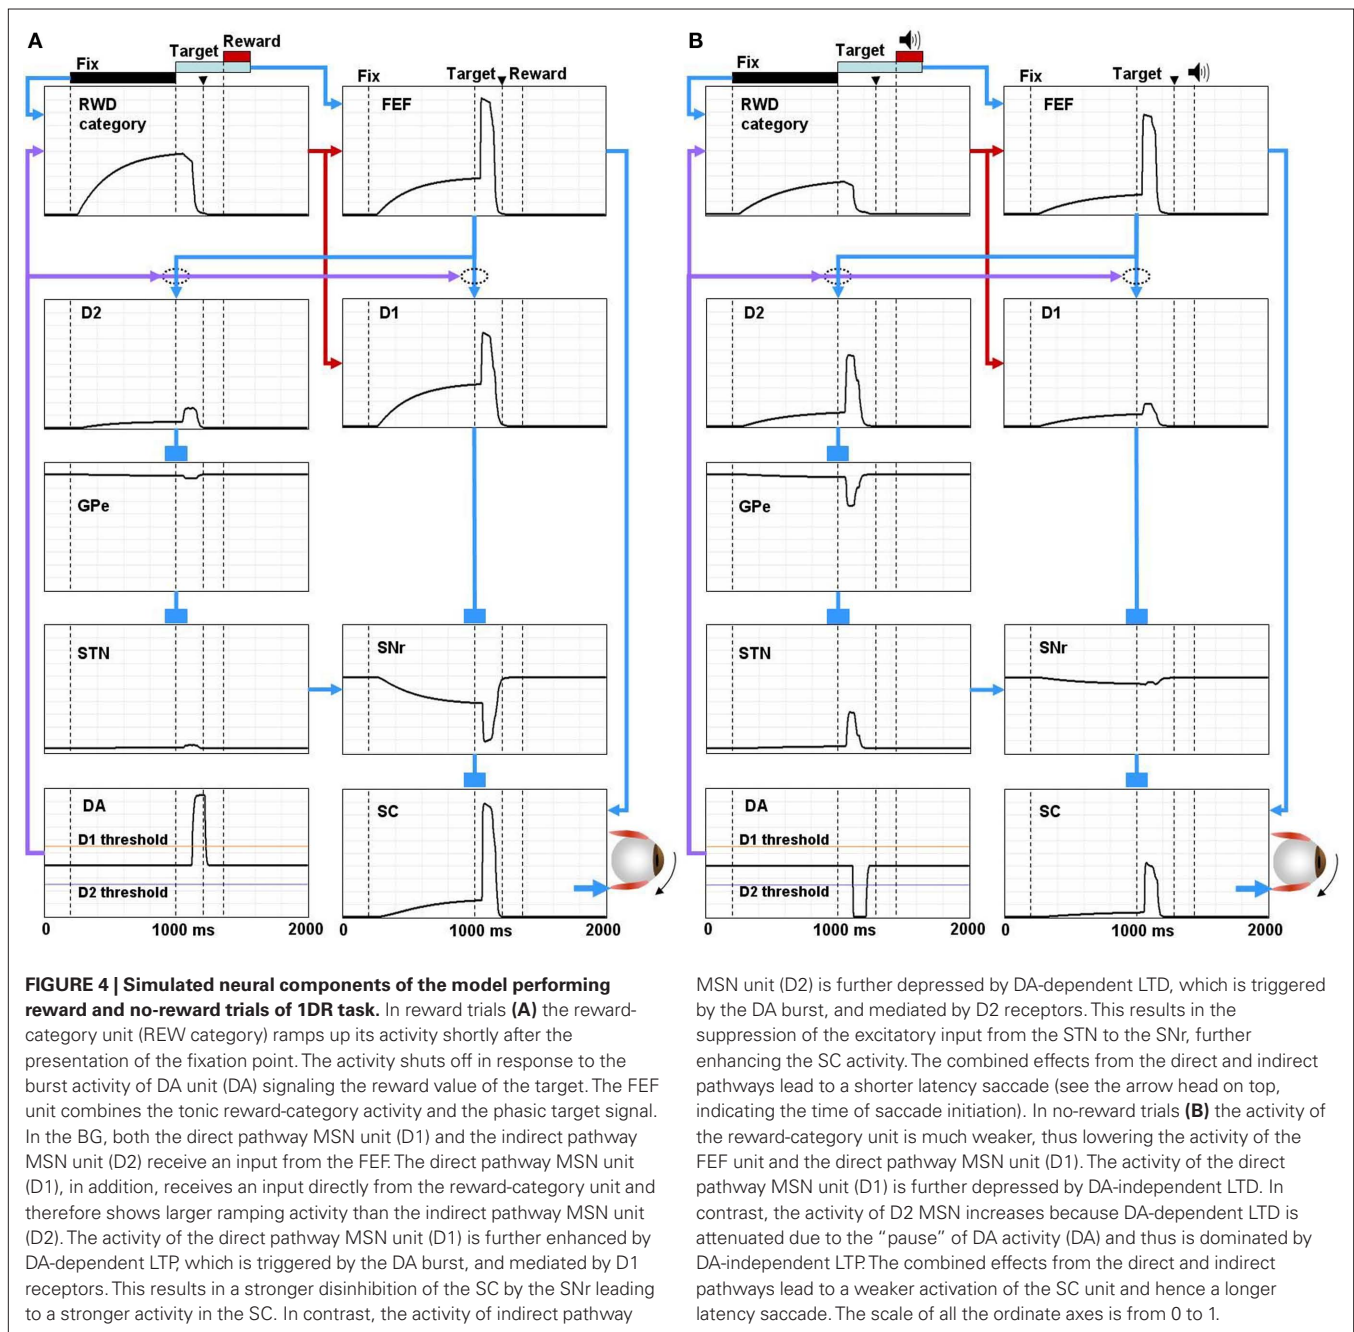 A
Reward
Target
Fix
RWD
category
Fix
Target
Reward
FEF
D2
D1
GPe
STN
SNr
DA
D1 threshold
D2 threshold
SC
0
1000 ms
2000
0
1000 ms
2000
B
Target
Fix
RWD
category
Fix
Target
FEF
D2
D1
GPe
STN
SNr
DA
D1 threshold
D2 threshold
SC
0
1000 ms
2000
0
1000 ms
2000
FIGURE 4 | Simulated neural components of the model performing
reward and no-reward trials of 1DR task. In reward trials (A) the reward-
category unit (REW category) ramps up its activity shortly after the
presentation of the fixation point. The activity shuts off in response to the
burst activity of DA unit (DA) signaling the reward value of the target. The FEF
unit combines the tonic reward-category activity and the phasic target signal.
In the BG, both the direct pathway MSN unit (D1) and the indirect pathway
MSN unit (D2) receive an input from the FEF. The direct pathway MSN unit
(D1), in addition, receives an input directly from the reward-category unit and
therefore shows larger ramping activity than the indirect pathway MSN unit
(D2). The activity of the direct pathway MSN unit (D1) is further enhanced by
DA-dependent LTP, which is triggered by the DA burst, and mediated by D1
receptors. This results in a stronger disinhibition of the SC by the SNr leading
to a stronger activity in the SC. In contrast, the activity of indirect pathway
MSN unit (D2) is further depressed by DA-dependent LTD, which is triggered
by the DA burst, and mediated by D2 receptors. This results in the
suppression of the excitatory input from the STN to the SNr, further
enhancing the SC activity. The combined effects from the direct and indirect
pathways lead to a shorter latency saccade (see the arrow head on top,
indicating the time of saccade initiation). In no-reward trials (B) the activity of
the reward-category unit is much weaker, thus lowering the activity of the
FEF unit and the direct pathway MSN unit (D1). The activity of the direct
pathway MSN unit (D1) is further depressed by DA-independent LTD. In
contrast, the activity of D2 MSN increases because DA-dependent LTD is
attenuated due to the “pause” of DA activity (DA) and thus is dominated by
DA-independent LTP. The combined effects from the direct and indirect
pathways lead to a weaker activation of the SC unit and hence a longer
latency saccade. The scale of all the ordinate axes is from 0 to 1.